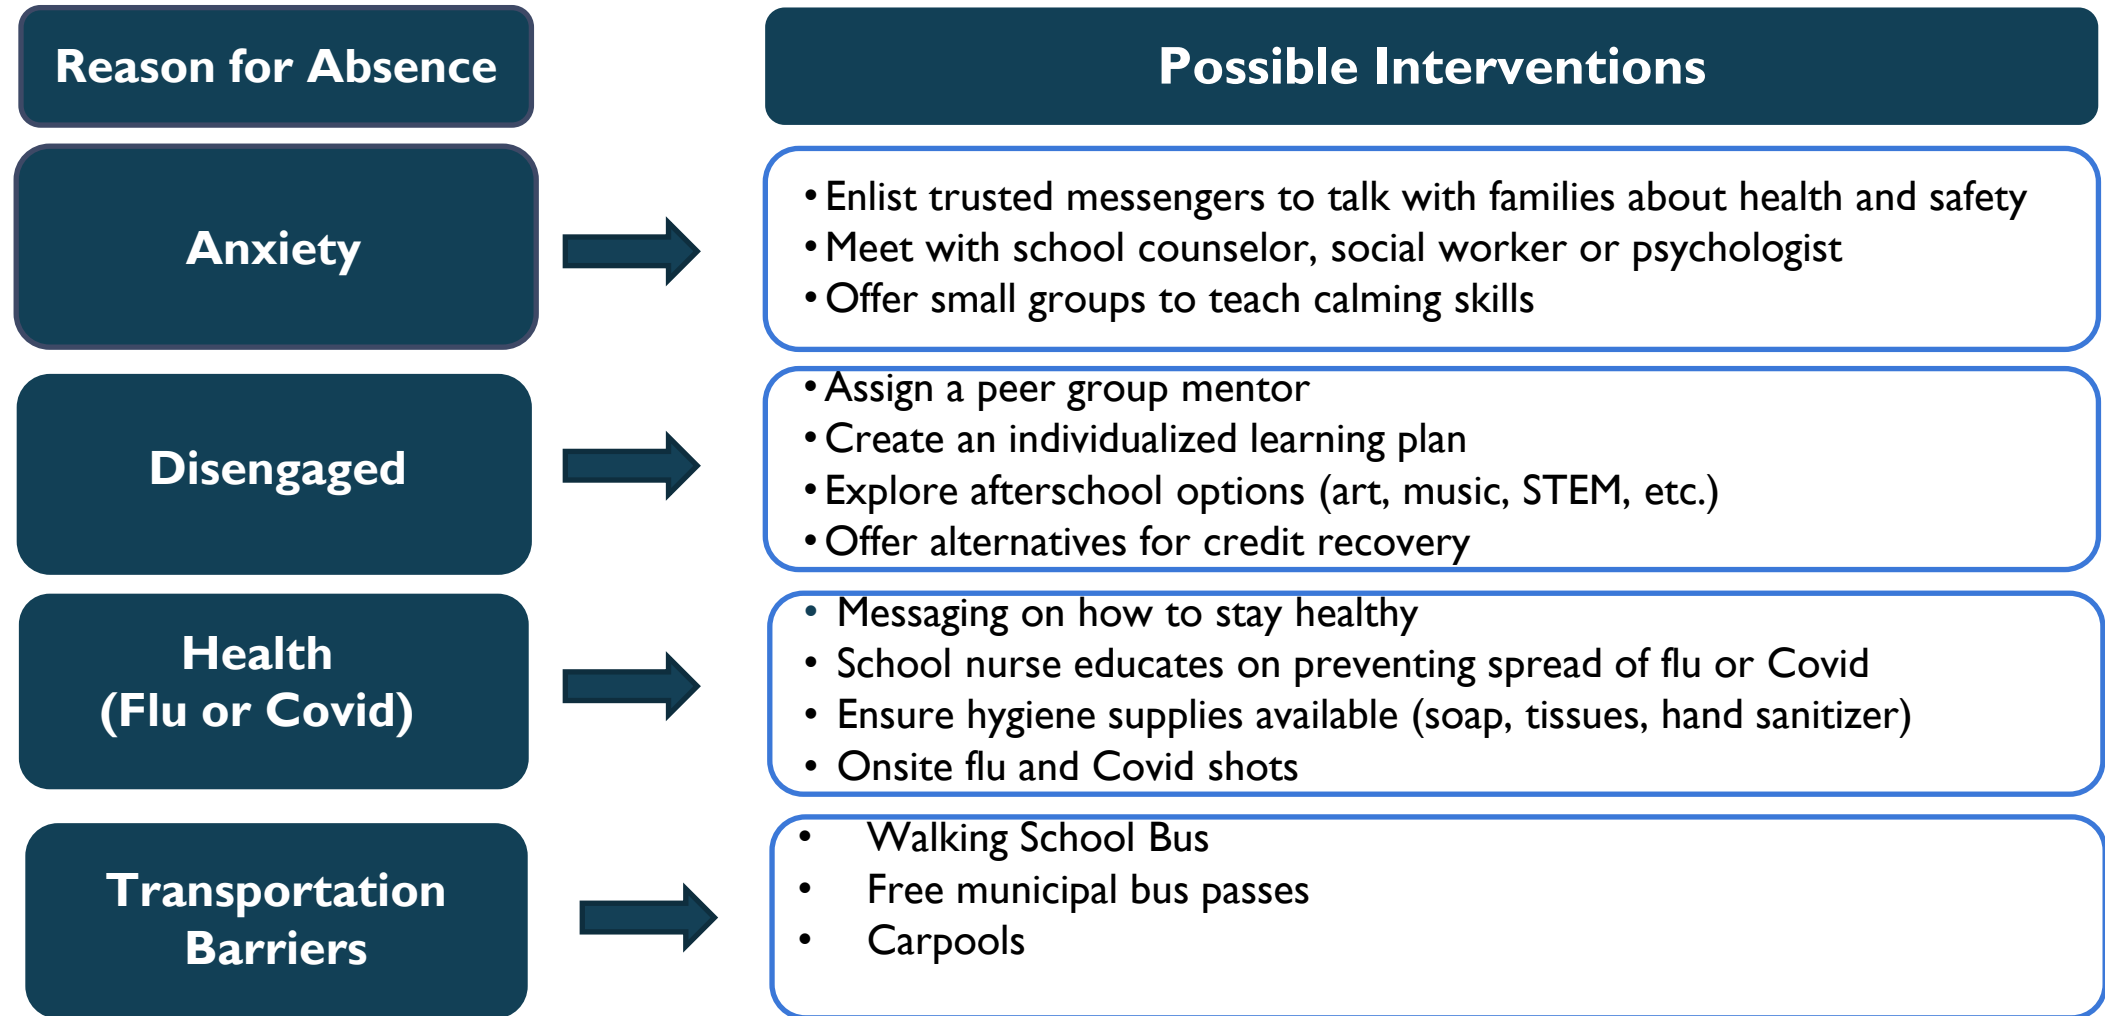 Reason for Absence
Possible Interventions
Anxiety
• Enlist trusted messengers to talk with families about health and safety
• Meet with school counselor, social worker or psychologist
• Offer small groups to teach calming skills
Disengaged
• Assign a peer group mentor
• Create an individualized learning plan
• Explore afterschool options (art, music, STEM, etc.)
• Offer alternatives for credit recovery
Health
(Flu or Covid)
• Messaging on how to stay healthy
• School nurse educates on preventing spread of flu or Covid
• Ensure hygiene supplies available (soap, tissues, hand sanitizer)
• Onsite flu and Covid shots
Transportation
Barriers
• Walking School Bus
• Free municipal bus passes
• Carpools